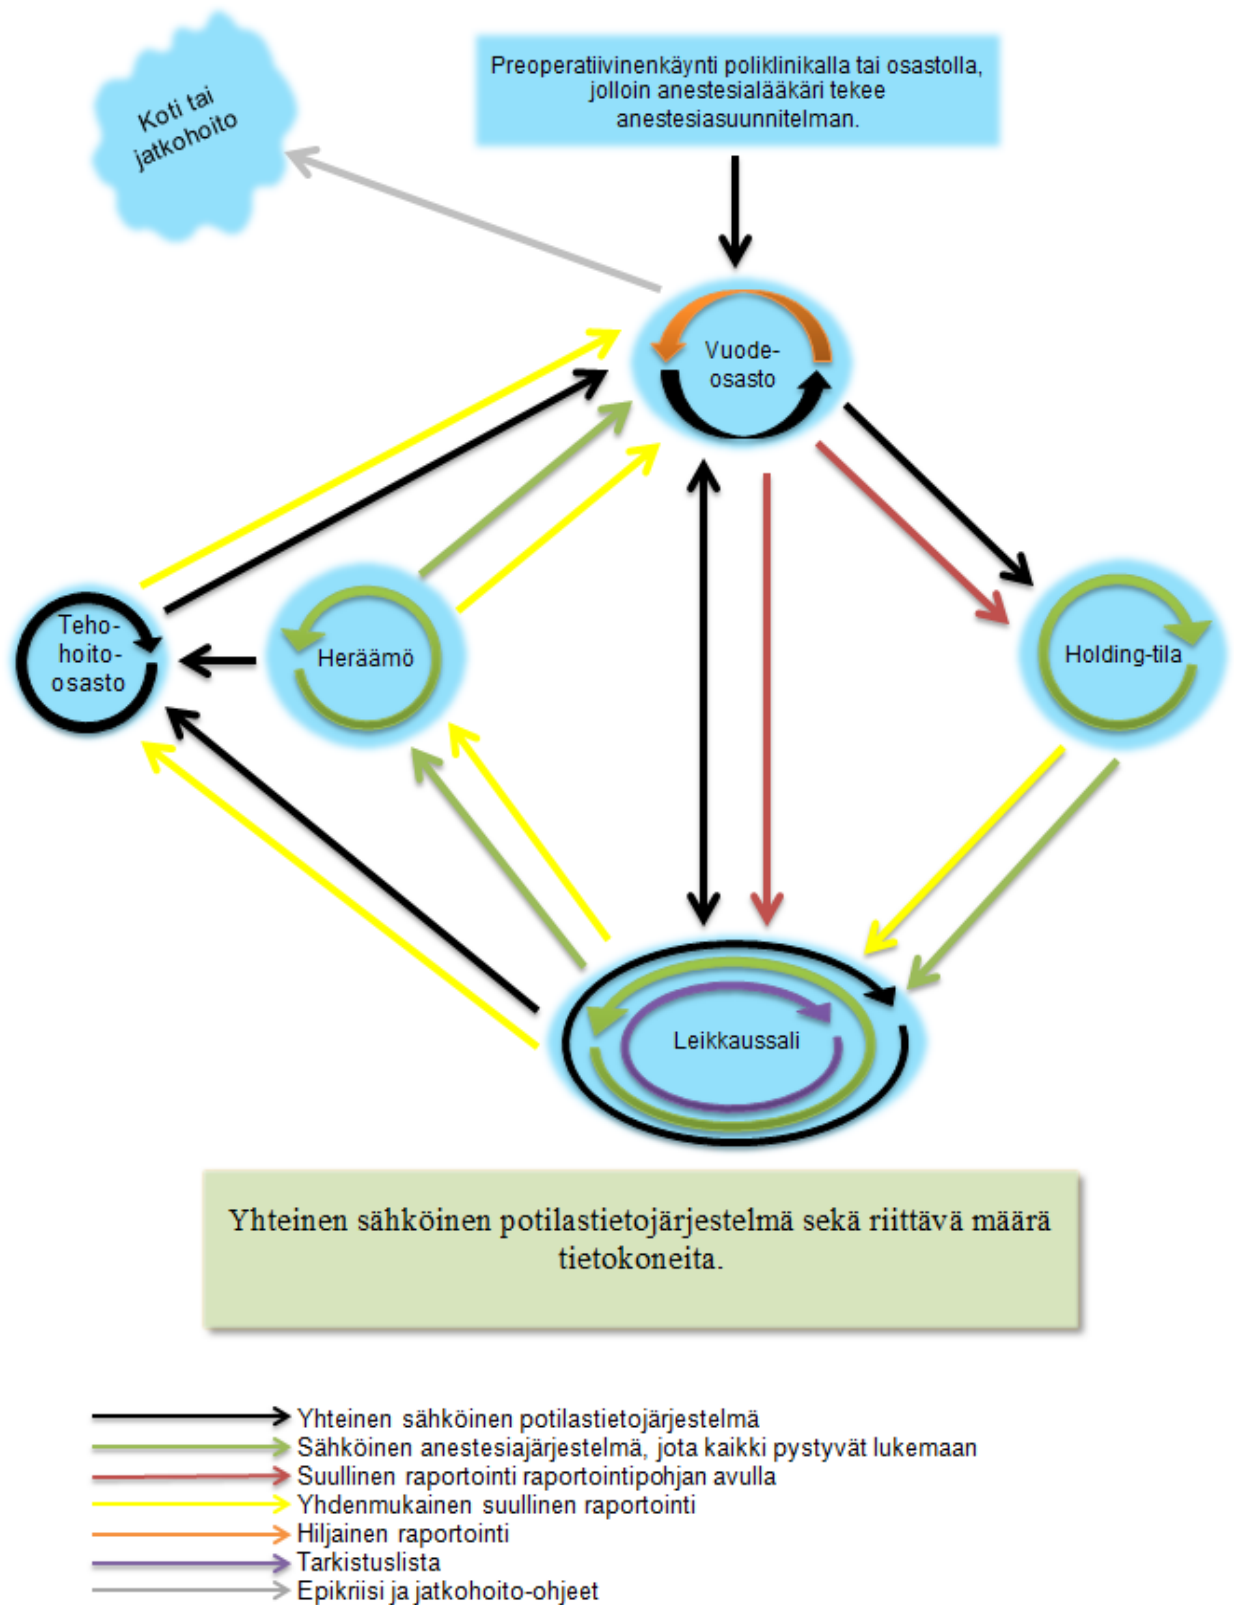 Koti tai
jatkohoito
Preoperatiivinenkäynti poliklinikalla tai osastolla,
jolloin anestesialääkäri tekee
anestesiasuunnitelman.
Vuode-
osasto
Teho-
hoito-
osasto
Heräämö
Holding-tila
Leikkaussali
Yhteinen sähköinen potilastietojärjestelmä sekä riittävä määrä
tietokoneita.
Yhteinen sähköinen potilastietojärjestelmä
Sähköinen anestesiajärjestelmä, jota kaikki pystyvät lukemaan
Suullinen raportointi raportointipohjan avulla
Yhdenmukainen suullinen raportointi
Hiljainen raportointi
Tarkistuslista
Epikriisi ja jatkohoito-ohjeet